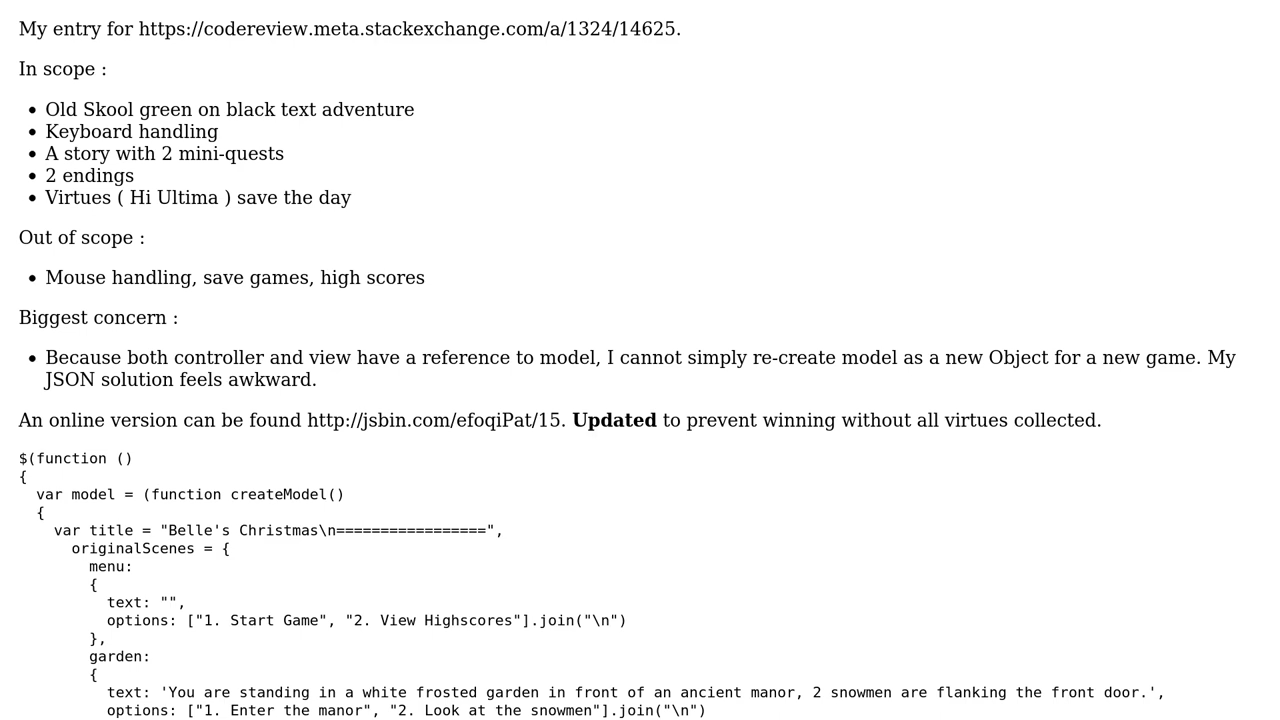 My entry for https://codereview.meta.stackexchange.com/a/1324/14625.
In scope :
• Old Skool green on black text adventure
• Keyboard handling
• A story with 2 mini-quests
• 2 endings
• Virtues ( Hi Ultima ) save the day
Out of scope :
• Mouse handling, save games, high scores
Biggest concern :
• Because both controller and view have a reference to model, I cannot simply re-create model as a new Object for a new game. My
JSON solution feels awkward.
An online version can be found http://jsbin.com/efoqiPat/15. Updated to prevent winning without all virtues collected.
$(function ()
{
  var model = (function createModel()
  {
    var title = "Belle's Christmas\n=================",
      originalScenes = {
        menu:
        {
          text: "",
          options: ["1. Start Game", "2. View Highscores"].join("\n")
        },
        garden:
        {
          text: 'You are standing in a white frosted garden in front of an ancient manor, 2 snowmen are flanking the front door.',
          options: ["1. Enter the manor", "2. Look at the snowmen"].join("\n")